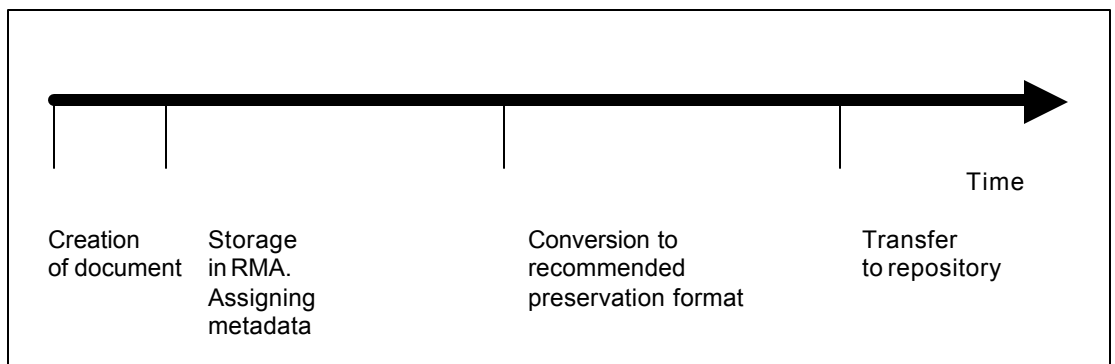 Time
Creation
of document
Storage
in RMA.
Assigning
metadata
Conversion to
recommended
preservation format
Transfer
to repository